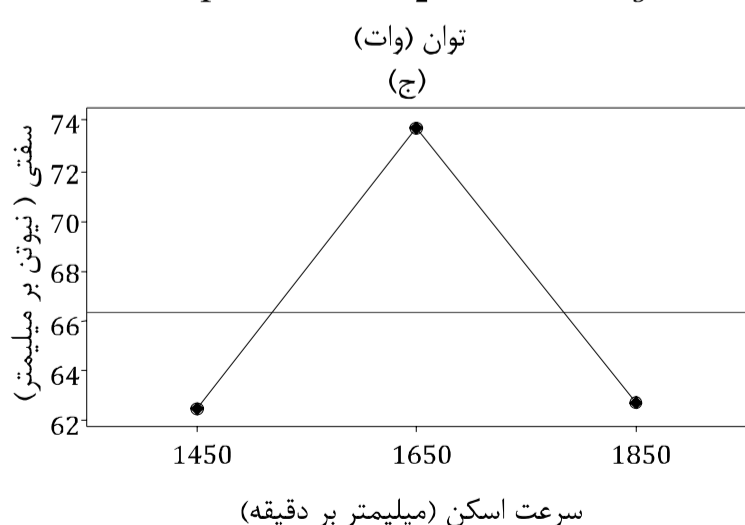 توان (وات)
(ج)
سفتی ( نیوتن بر میلیمتر)
74
72
70
68
66
64
62
1450 1650 1850
سرعت اسکن (میلیمتر بر دقیقه)